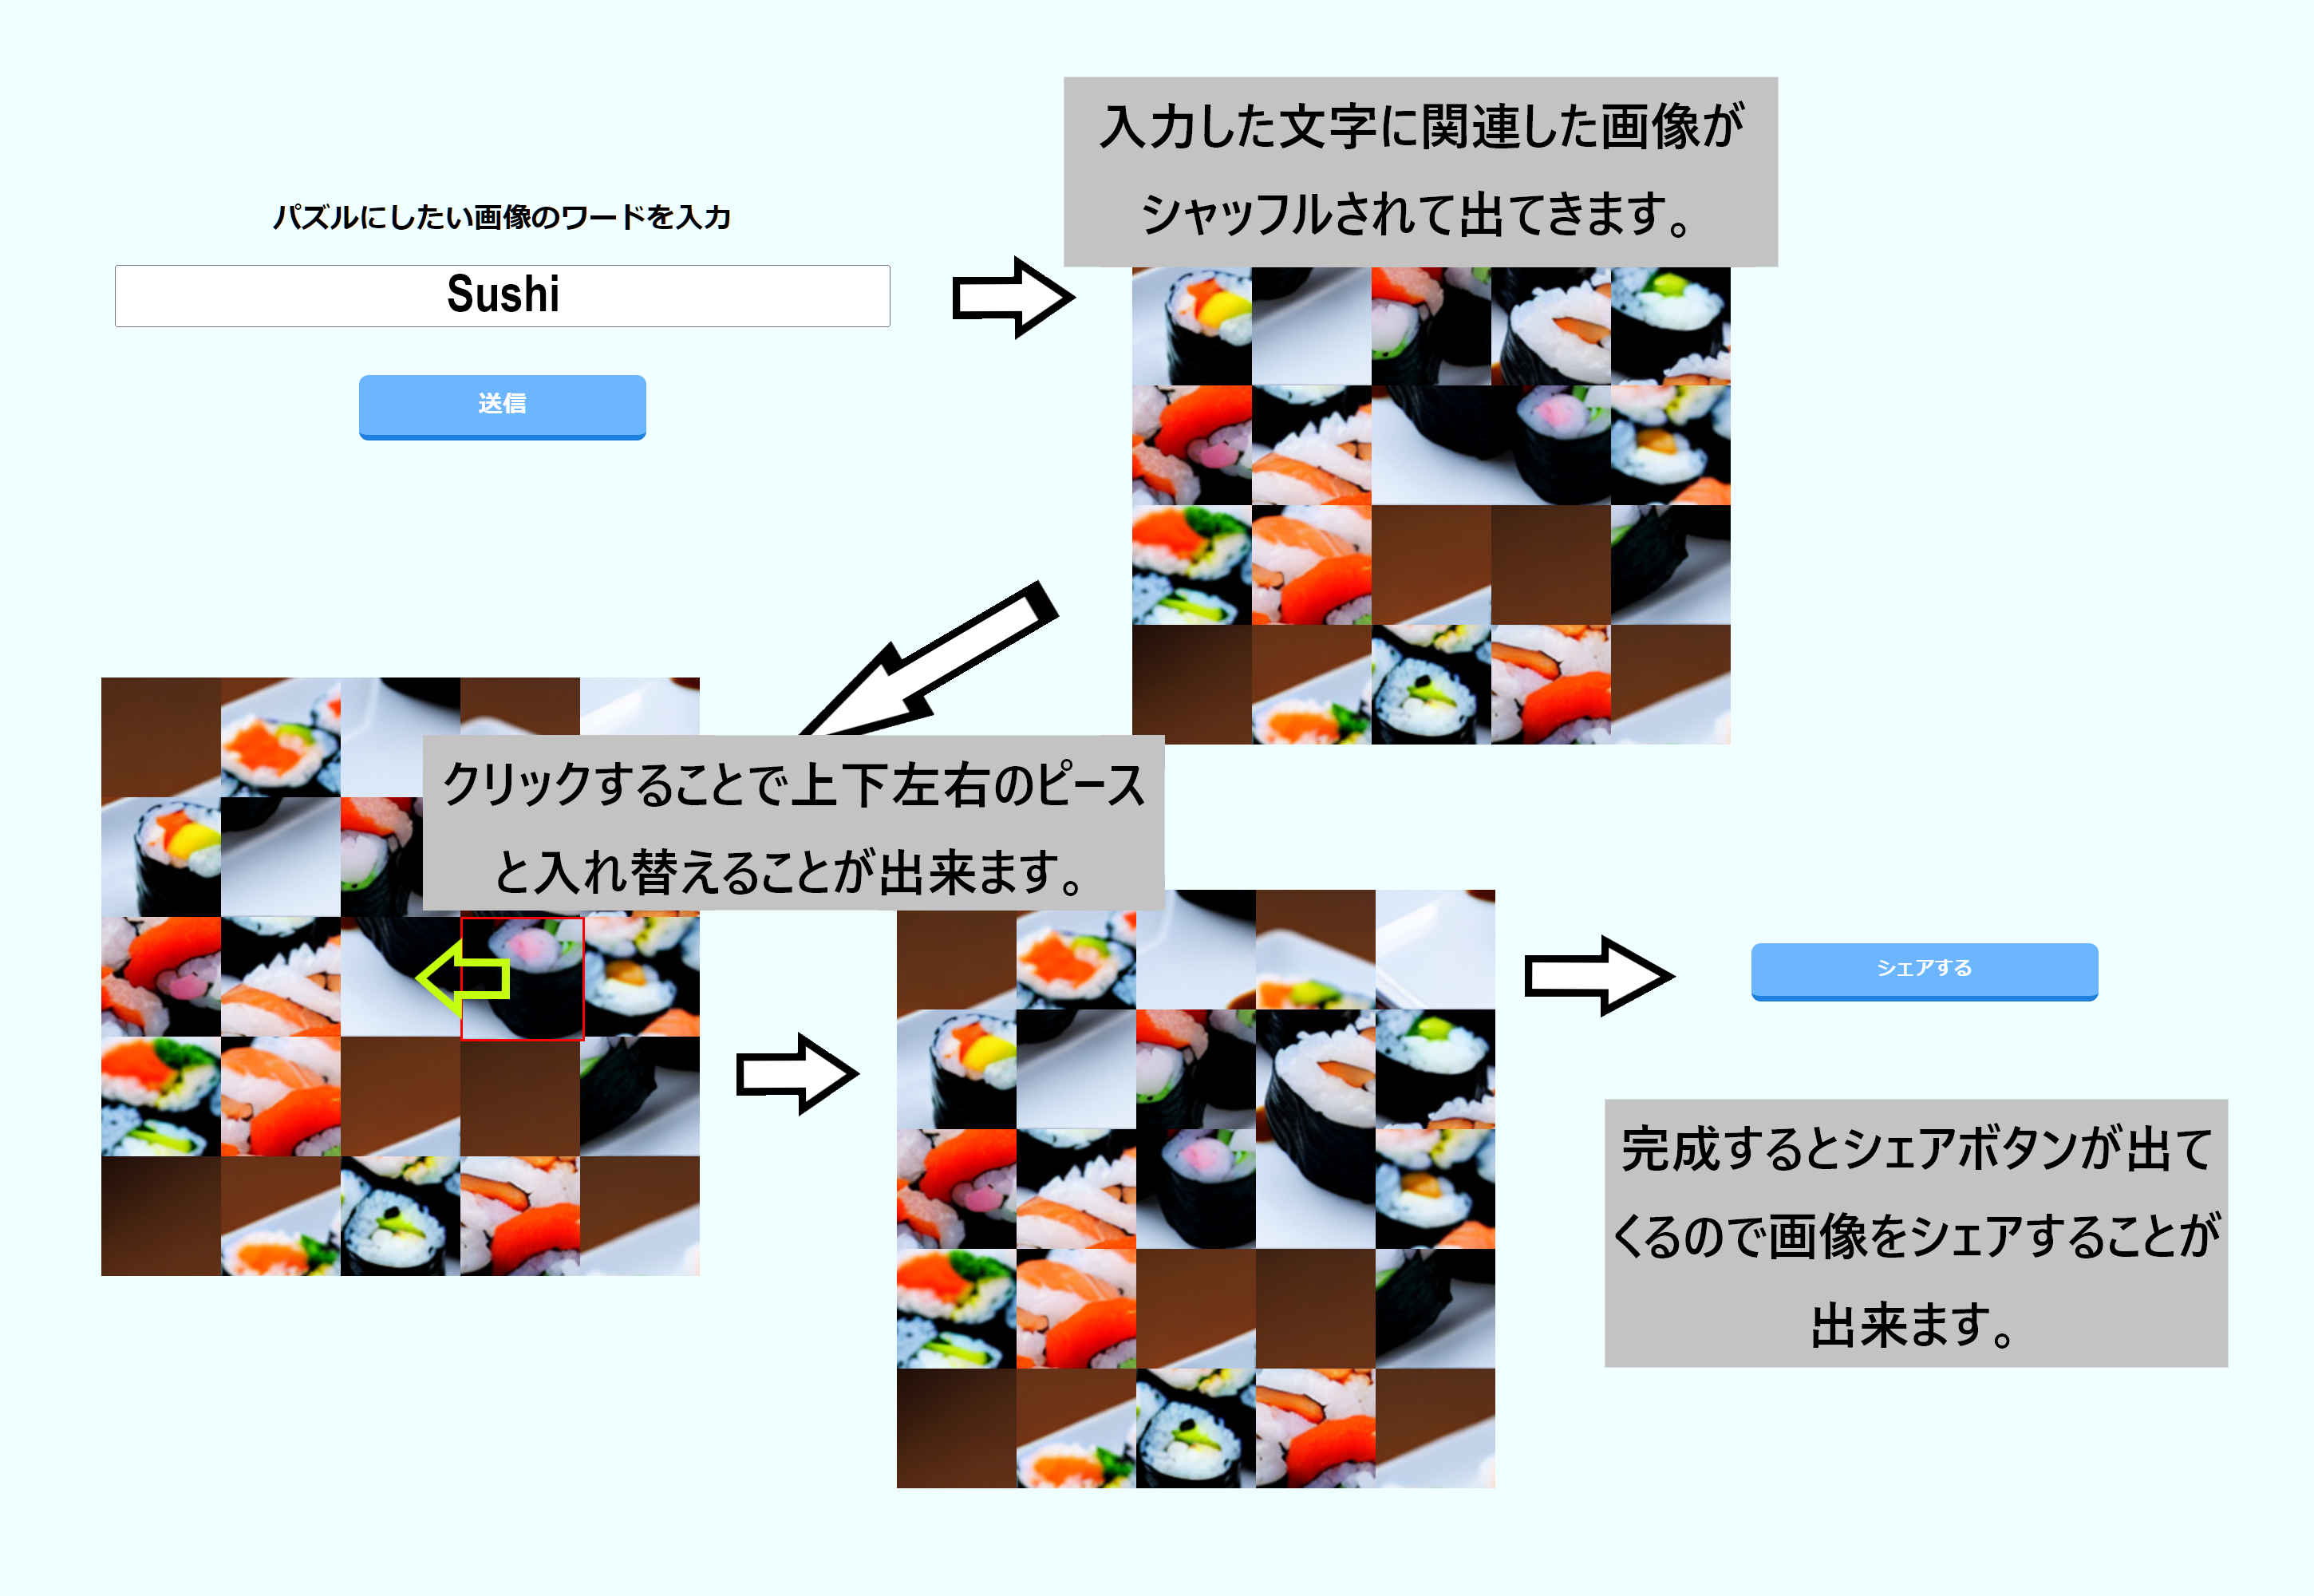 パズルにしたい画像のワードを入力
Sushi
送信
入力した文字に関連した画像が
シャッフルされて出てきます。
クリックすることで上下左右のピース
と入れ替えることが出来ます。
シェアする
完成するとシェアボタンが出て
くるので画像をシェアすることが
出来ます。